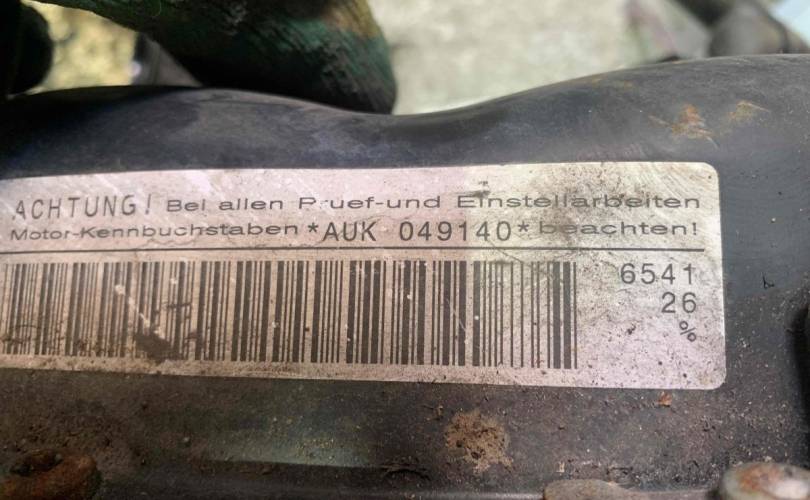 ACHTUNG! Bei allen Pruef-und Einstellarbeiten
Motor-Kennbuchstaben *AUK 049140* beachten!
6541
26
%